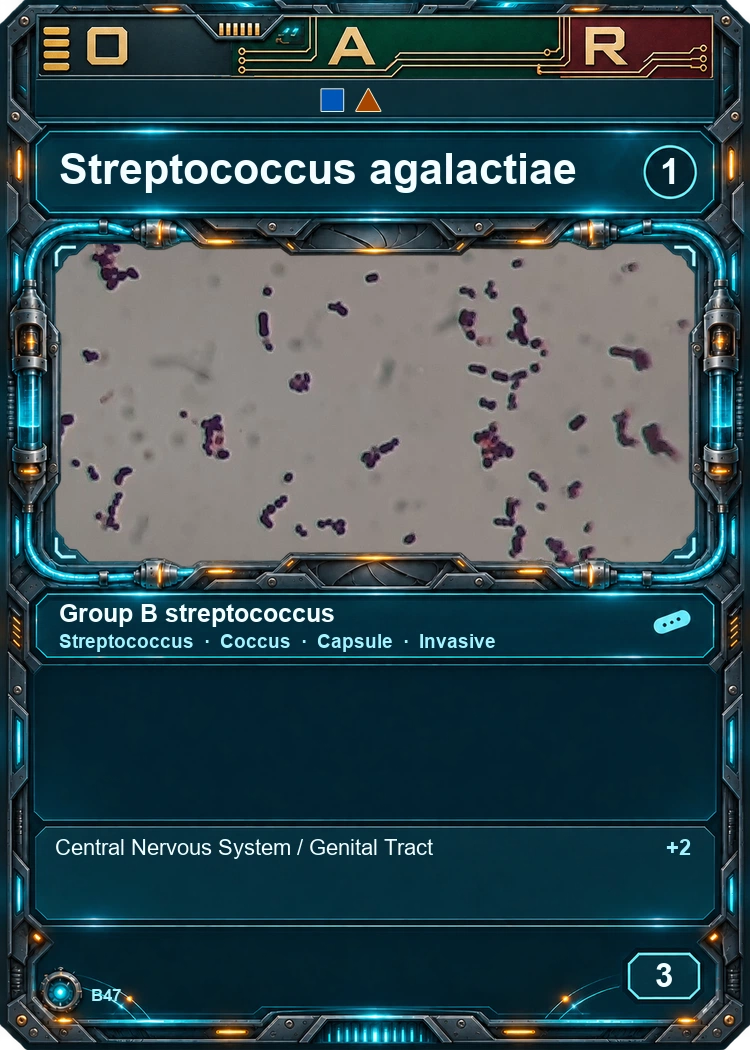 O A R
Streptococcus agalactiae 1
Group B streptococcus
Streptococcus · Coccus · Capsule · Invasive
Central Nervous System / Genital Tract +2
3
B47